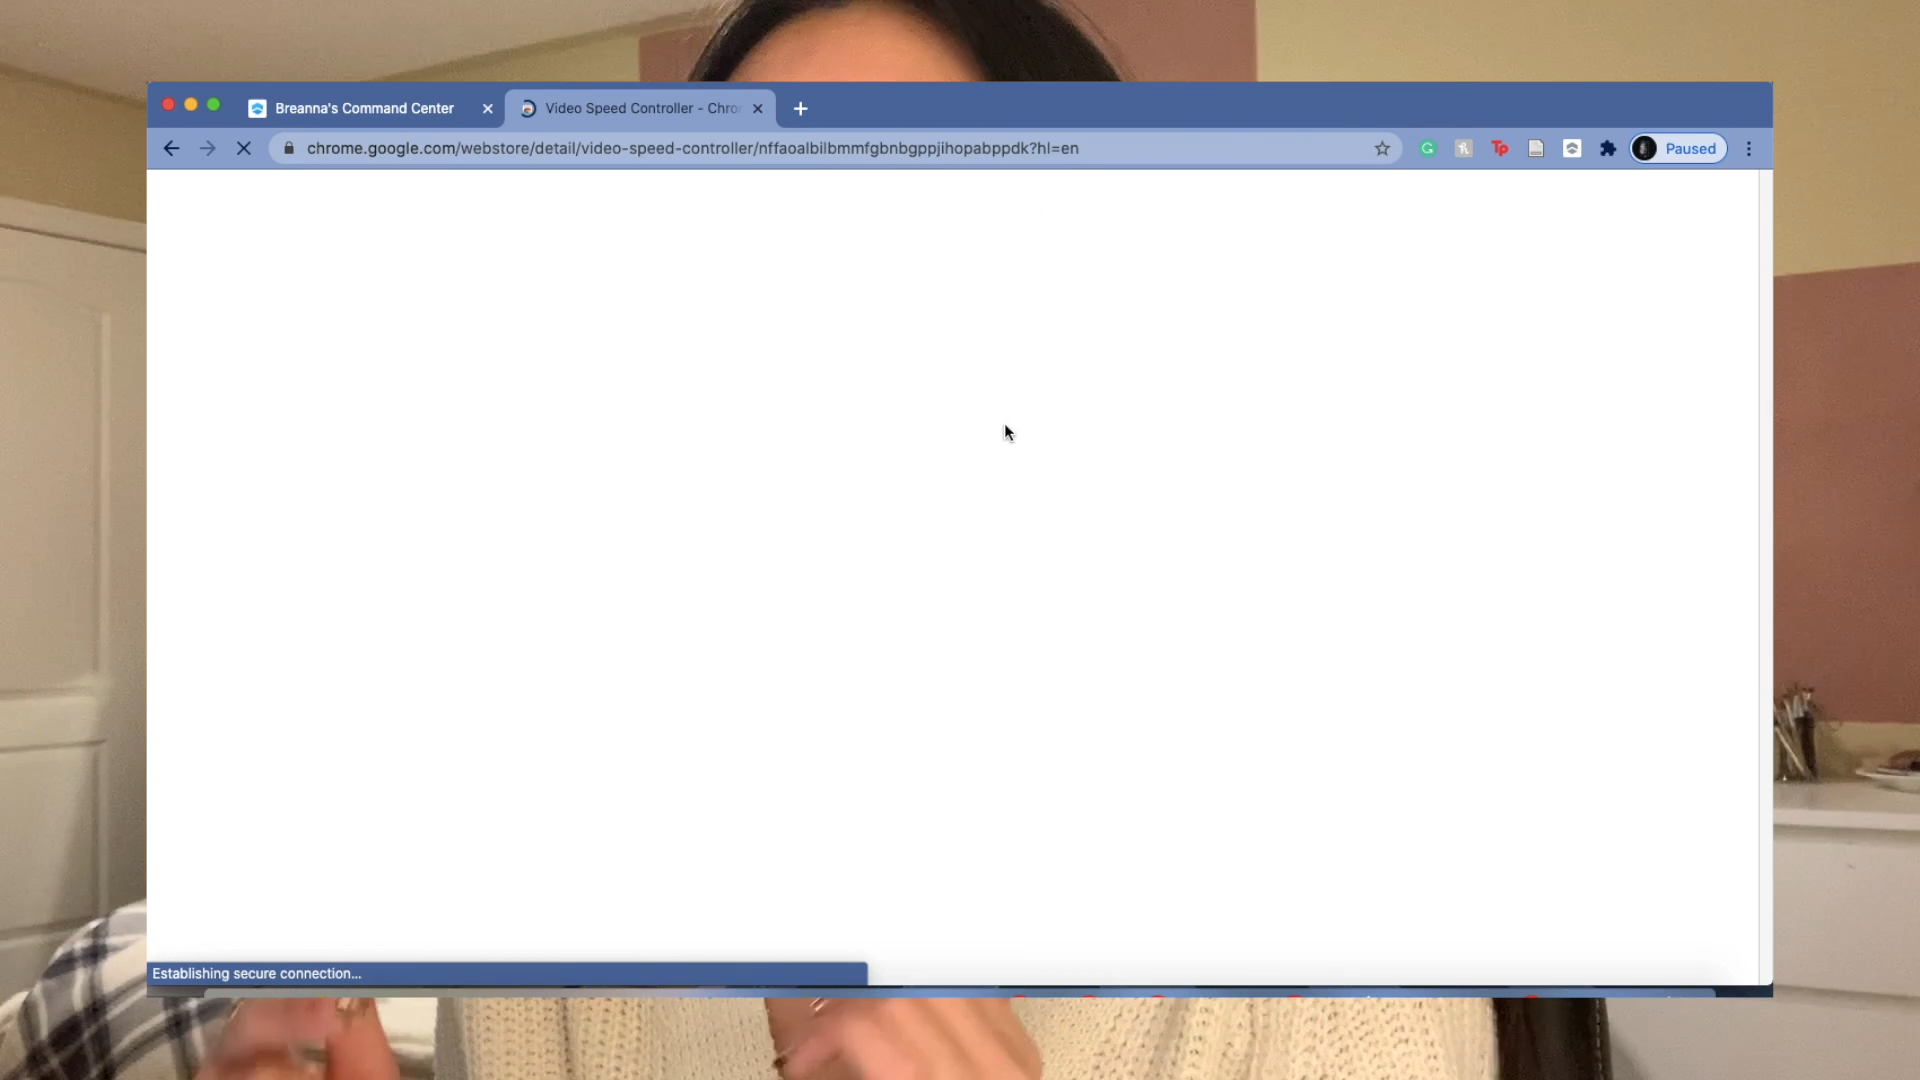 Breanna's Command Center
Video Speed Controller - Chro
chrome.google.com/webstore/detail/video-speed-controller/nffaoalbilbmmfgbnbgppjihopabppdk?hl=en
Tp
Paused
Establishing secure connection...